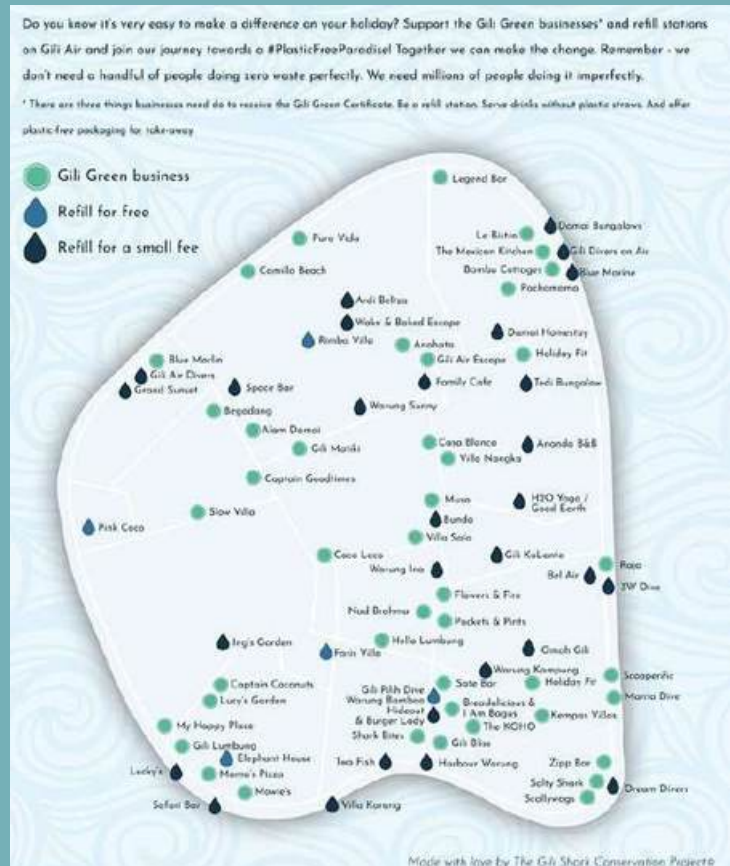 Do you know it's very easy to make a difference on your holiday? Support the Gili Green businesses* and refill stations
on Gili Air and join our journey towards a #PlasticFreeParadise! Together we can make the change. Remember - we
don't need a handful of people doing zero waste perfectly. We need millions of people doing it imperfectly.
* There are three things businesses need do to receive the Gili Green Certificate. Be a refill station. Serve drinks without plastic straws. And offer
plastic-free packaging for take-away
Gili Green business
Refill for free
Refill for a small fee
Legend Bar
Damai Bungalows
Le Bistro
Pura Vida
The Mexican Kitchen
Gili Divers on Air
Camilla Beach
Bamboo Cottages
Blue Marine
Pachamama
Ardi Bellas
Wake & Baked Escape
Damai Homestay
Rimba Villa
Anahata
Holiday Fit
Blue Marlin
Gili Air Escape
Gili Air Divers
Grand Sunset
Space Bar
Family Cafe
Tedi Bungalow
Begadang
Warung Sunny
Alam Damai
Gili Matiki
Casa Blanca
Ananda B&B
Villa Nangka
Captain Goodtimes
Slow Villa
Musa
H2O Yoga /
Good Earth
Pink Coco
Bunda
Villa Sala
Coco Loco
Gili KoLante
Raja
Warung Ina
Bel Air
3W Dive
Flowers & Fire
Nud Brahma
Pockets & Pints
Hello Lumbung
Jay's Garden
Faris Villa
Omah Gili
Warung Kampung
Scooperific
Captain Coconuts
Sate Bar
Holiday Fit
Gili Pilih Dive
Manta Dive
Lucy's Garden
Warung Bamboo
Hideout
& Burger Lady
Breadelicious &
I Am Bagus
Kempas Villas
My Happy Place
The KOHO
Shark Bites
Gili Lumbung
Gili Bliss
Elephant House
Zipp Bar
Lucky's
Mama's Pizza
Tea Fish
Harbour Warung
Salty Shark
Dream Divers
Mowie's
Scallywags
Safari Bar
Villa Karang
Made with love by The Gili Shark Conservation Project©